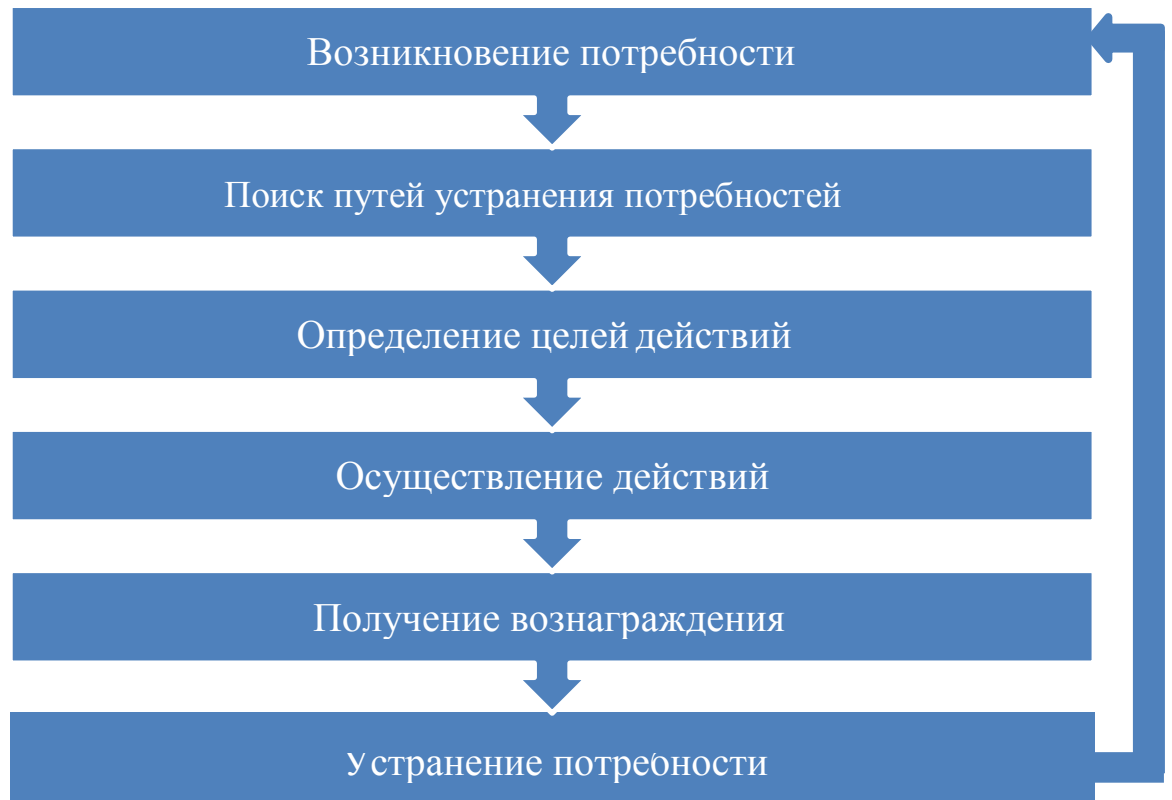 Возникновение потребности
Поиск путей устранения потребностей
Определение целей действий
Осуществление действий
Получение вознаграждения
Устранение потребности